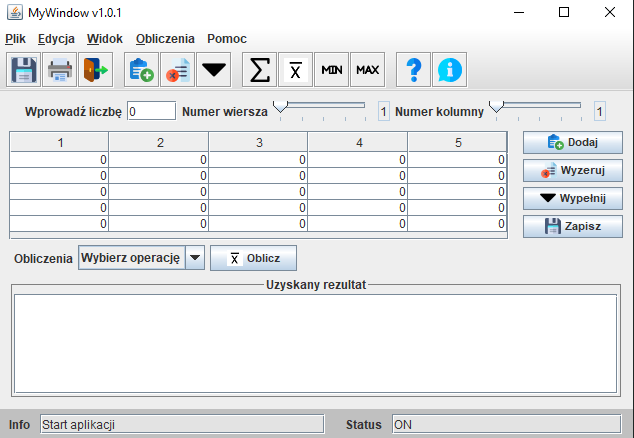 MyWindow v1.0.1
Plik Edycja Widok Obliczenia Pomoc
Σ x MIN MAX ? i
Wprowadź liczbę 0 Numer wiersza 1 Numer kolumny 1
1 2 3 4 5
0 0 0 0 0
0 0 0 0 0
0 0 0 0 0
0 0 0 0 0
0 0 0 0 0
Dodaj
Wyzeruj
Wypełnij
Zapisz
Obliczenia Wybierz operację x Oblicz
Uzyskany rezultat
Info Start aplikacji Status ON